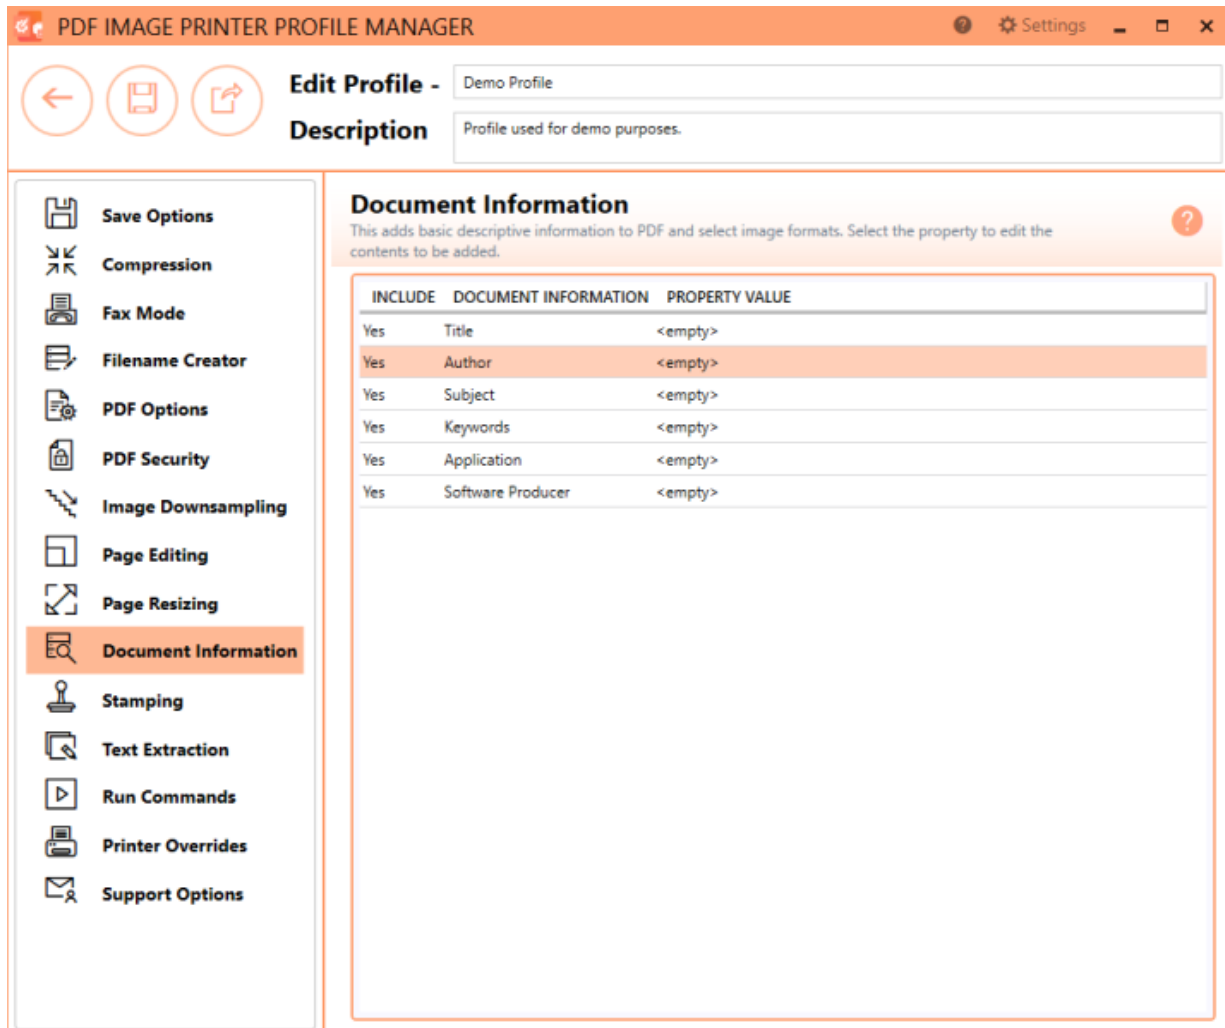 PDF IMAGE PRINTER PROFILE MANAGER
? Settings
Edit Profile - Demo Profile
Description Profile used for demo purposes.
Save Options
Compression
Fax Mode
Filename Creator
PDF Options
PDF Security
Image Downsampling
Page Editing
Page Resizing
Document Information
Stamping
Text Extraction
Run Commands
Printer Overrides
Support Options
Document Information
This adds basic descriptive information to PDF and select image formats. Select the property to edit the
contents to be added.
?
INCLUDE DOCUMENT INFORMATION PROPERTY VALUE
Yes Title <empty>
Yes Author <empty>
Yes Subject <empty>
Yes Keywords <empty>
Yes Application <empty>
Yes Software Producer <empty>